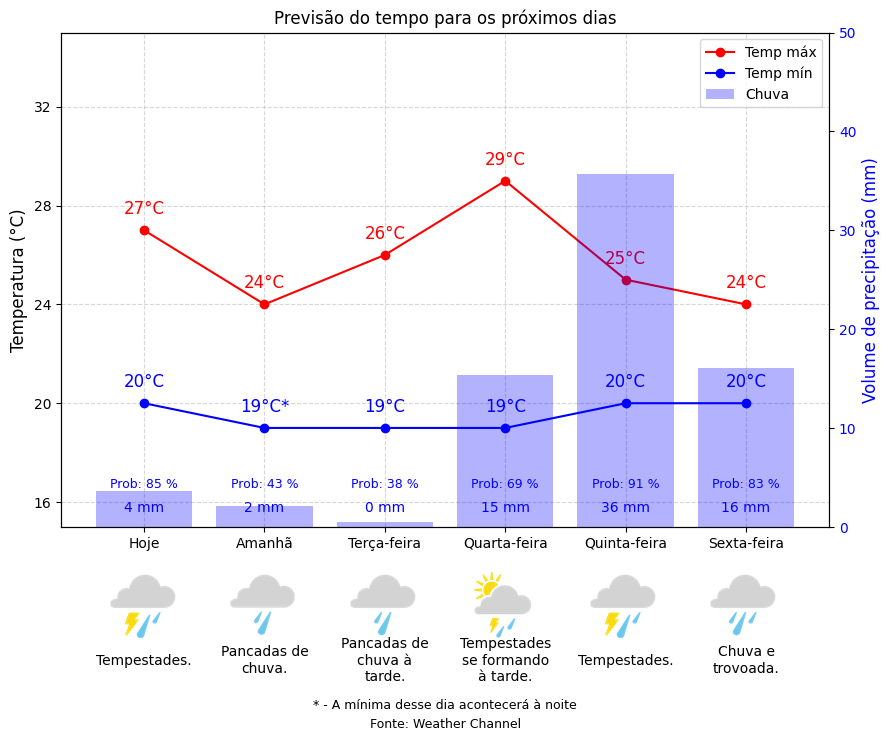 Previsão do tempo para os próximos dias
Temp máx
Temp mín
Chuva
Temperatura (°C)
Volume de precipitação (mm)
32
28
24
20
16
50
40
30
20
10
0
27°C
24°C
26°C
29°C
25°C
24°C
20°C
19°C*
19°C
19°C
20°C
20°C
Prob: 85 %
Prob: 43 %
Prob: 38 %
Prob: 69 %
Prob: 91 %
Prob: 83 %
4 mm
2 mm
0 mm
15 mm
36 mm
16 mm
Hoje
Amanhã
Terça-feira
Quarta-feira
Quinta-feira
Sexta-feira
Tempestades.
Pancadas de
chuva.
Pancadas de
chuva à
tarde.
Tempestades
se formando
à tarde.
Tempestades.
Chuva e
trovoada.
* - A mínima desse dia acontecerá à noite
Fonte: Weather Channel